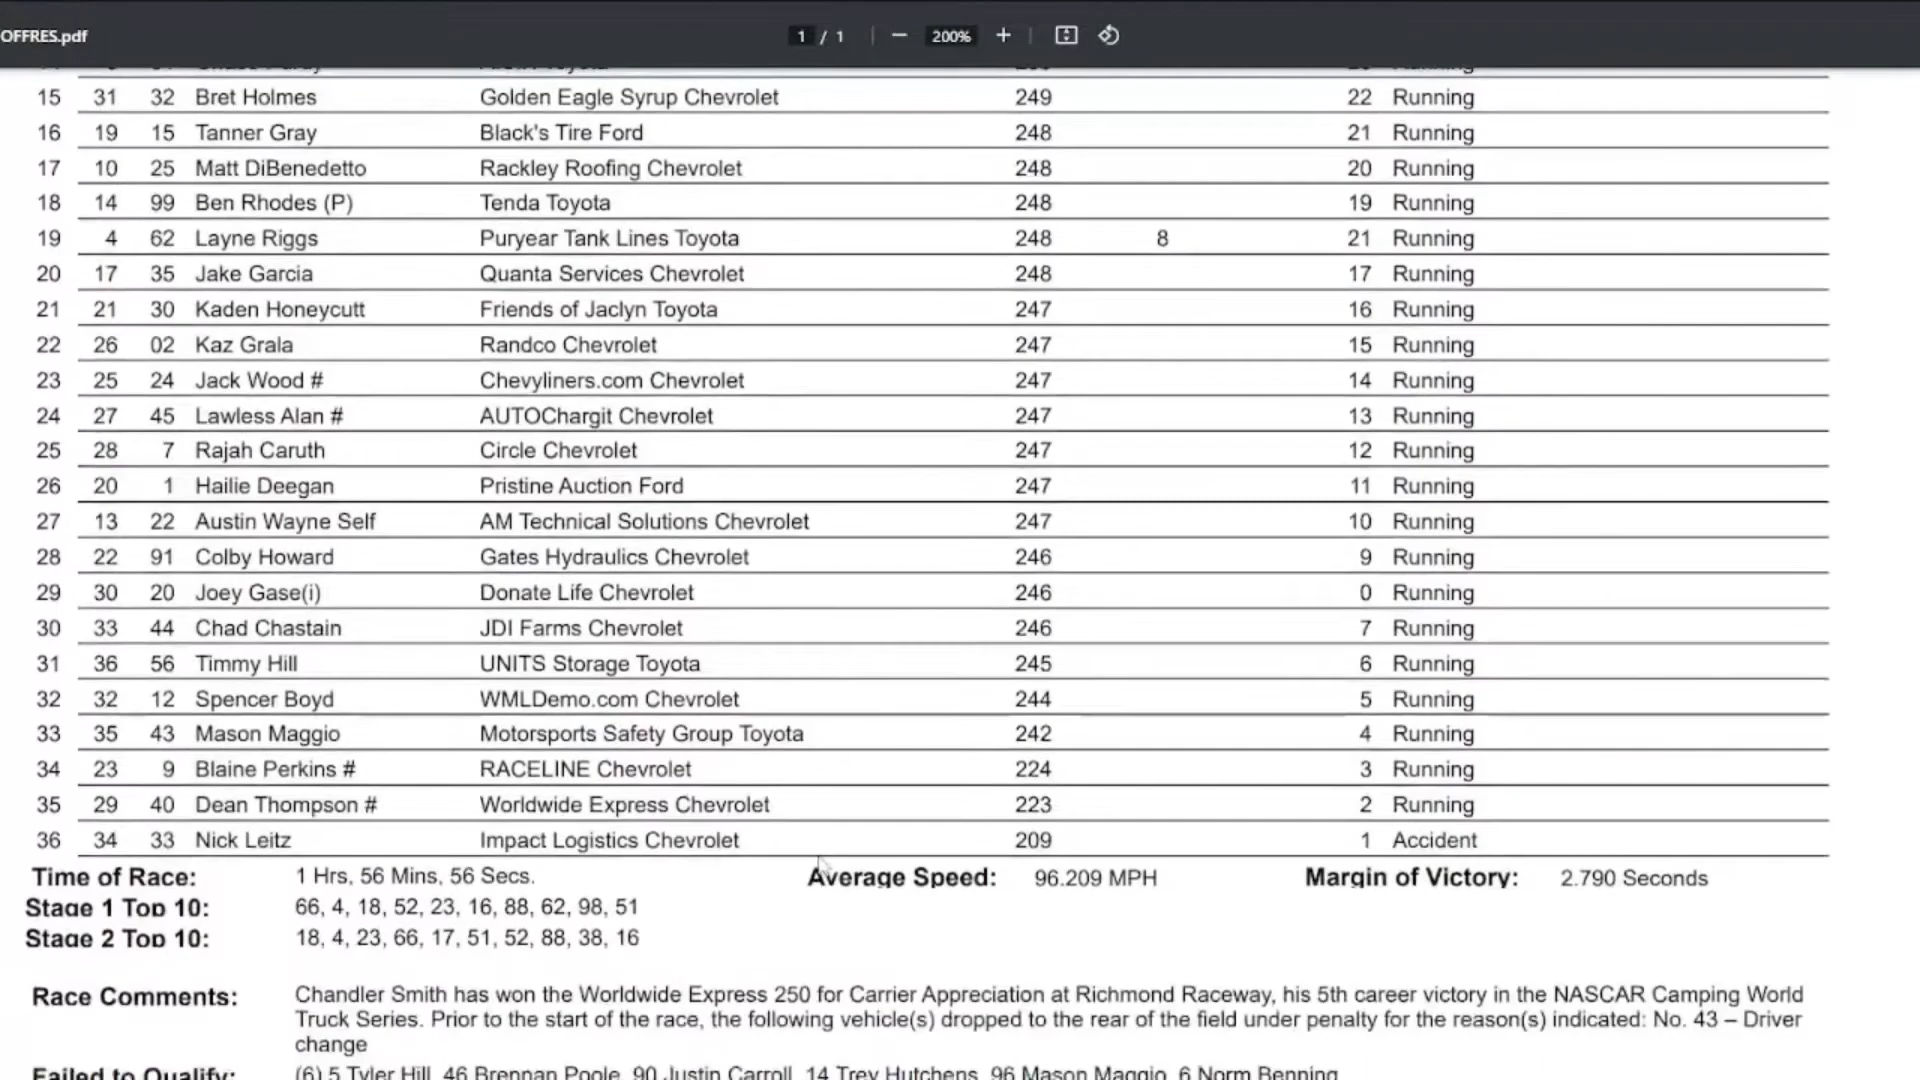 OFFRES.pdf 1 / 1 − 200% +
15 31 32 Bret Holmes Golden Eagle Syrup Chevrolet 249 22 Running
16 19 15 Tanner Gray Black's Tire Ford 248 21 Running
17 10 25 Matt DiBenedetto Rackley Roofing Chevrolet 248 20 Running
18 14 99 Ben Rhodes (P) Tenda Toyota 248 19 Running
19 4 62 Layne Riggs Puryear Tank Lines Toyota 248 8 21 Running
20 17 35 Jake Garcia Quanta Services Chevrolet 248 17 Running
21 21 30 Kaden Honeycutt Friends of Jaclyn Toyota 247 16 Running
22 26 02 Kaz Grala Randco Chevrolet 247 15 Running
23 25 24 Jack Wood # Chevyliners.com Chevrolet 247 14 Running
24 27 45 Lawless Alan # AUTOChargit Chevrolet 247 13 Running
25 28 7 Rajah Caruth Circle Chevrolet 247 12 Running
26 20 1 Hailie Deegan Pristine Auction Ford 247 11 Running
27 13 22 Austin Wayne Self AM Technical Solutions Chevrolet 247 10 Running
28 22 91 Colby Howard Gates Hydraulics Chevrolet 246 9 Running
29 30 20 Joey Gase(i) Donate Life Chevrolet 246 0 Running
30 33 44 Chad Chastain JDI Farms Chevrolet 246 7 Running
31 36 56 Timmy Hill UNITS Storage Toyota 245 6 Running
32 32 12 Spencer Boyd WMLDemo.com Chevrolet 244 5 Running
33 35 43 Mason Maggio Motorsports Safety Group Toyota 242 4 Running
34 23 9 Blaine Perkins # RACELINE Chevrolet 224 3 Running
35 29 40 Dean Thompson # Worldwide Express Chevrolet 223 2 Running
36 34 33 Nick Leitz Impact Logistics Chevrolet 209 1 Accident
Time of Race: 1 Hrs, 56 Mins, 56 Secs. Average Speed: 96.209 MPH Margin of Victory: 2.790 Seconds
Stage 1 Top 10: 66, 4, 18, 52, 23, 16, 88, 62, 98, 51
Stage 2 Top 10: 18, 4, 23, 66, 17, 51, 52, 88, 38, 16
Race Comments: Chandler Smith has won the Worldwide Express 250 for Carrier Appreciation at Richmond Raceway, his 5th career victory in the NASCAR Camping World
Truck Series. Prior to the start of the race, the following vehicle(s) dropped to the rear of the field under penalty for the reason(s) indicated: No. 43 – Driver
change
Failed to Qualify: (6) 5 Tyler Hill, 46 Brennan Poole, 90 Justin Carroll, 14 Trey Hutchens, 96 Mason Maggio, 6 Norm Benning